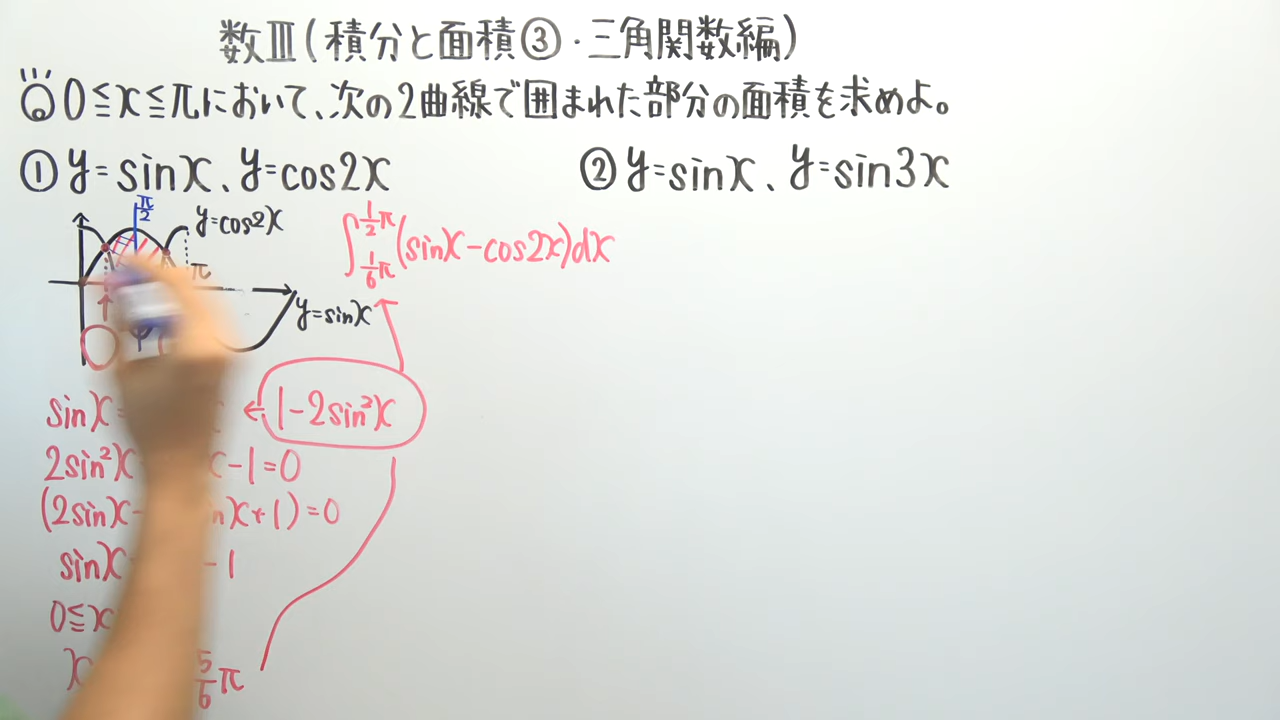 数Ⅲ(積分と面積③・三角関数編)
0≦x≦πにおいて、次の2曲線で囲まれた部分の面積を求めよ。
① y=sinx、y=cos2x
② y=sinx、y=sin3x
π/2
y=cos2x
π
y=sinx
∫_{1/6 π}^{1/2 π}(sinx-cos2x)dx
sinx
←1-2sin²x
2sin²x -1=0
(2sinx- x+1)=0
sinx -1
0≦x
x 5/6 π